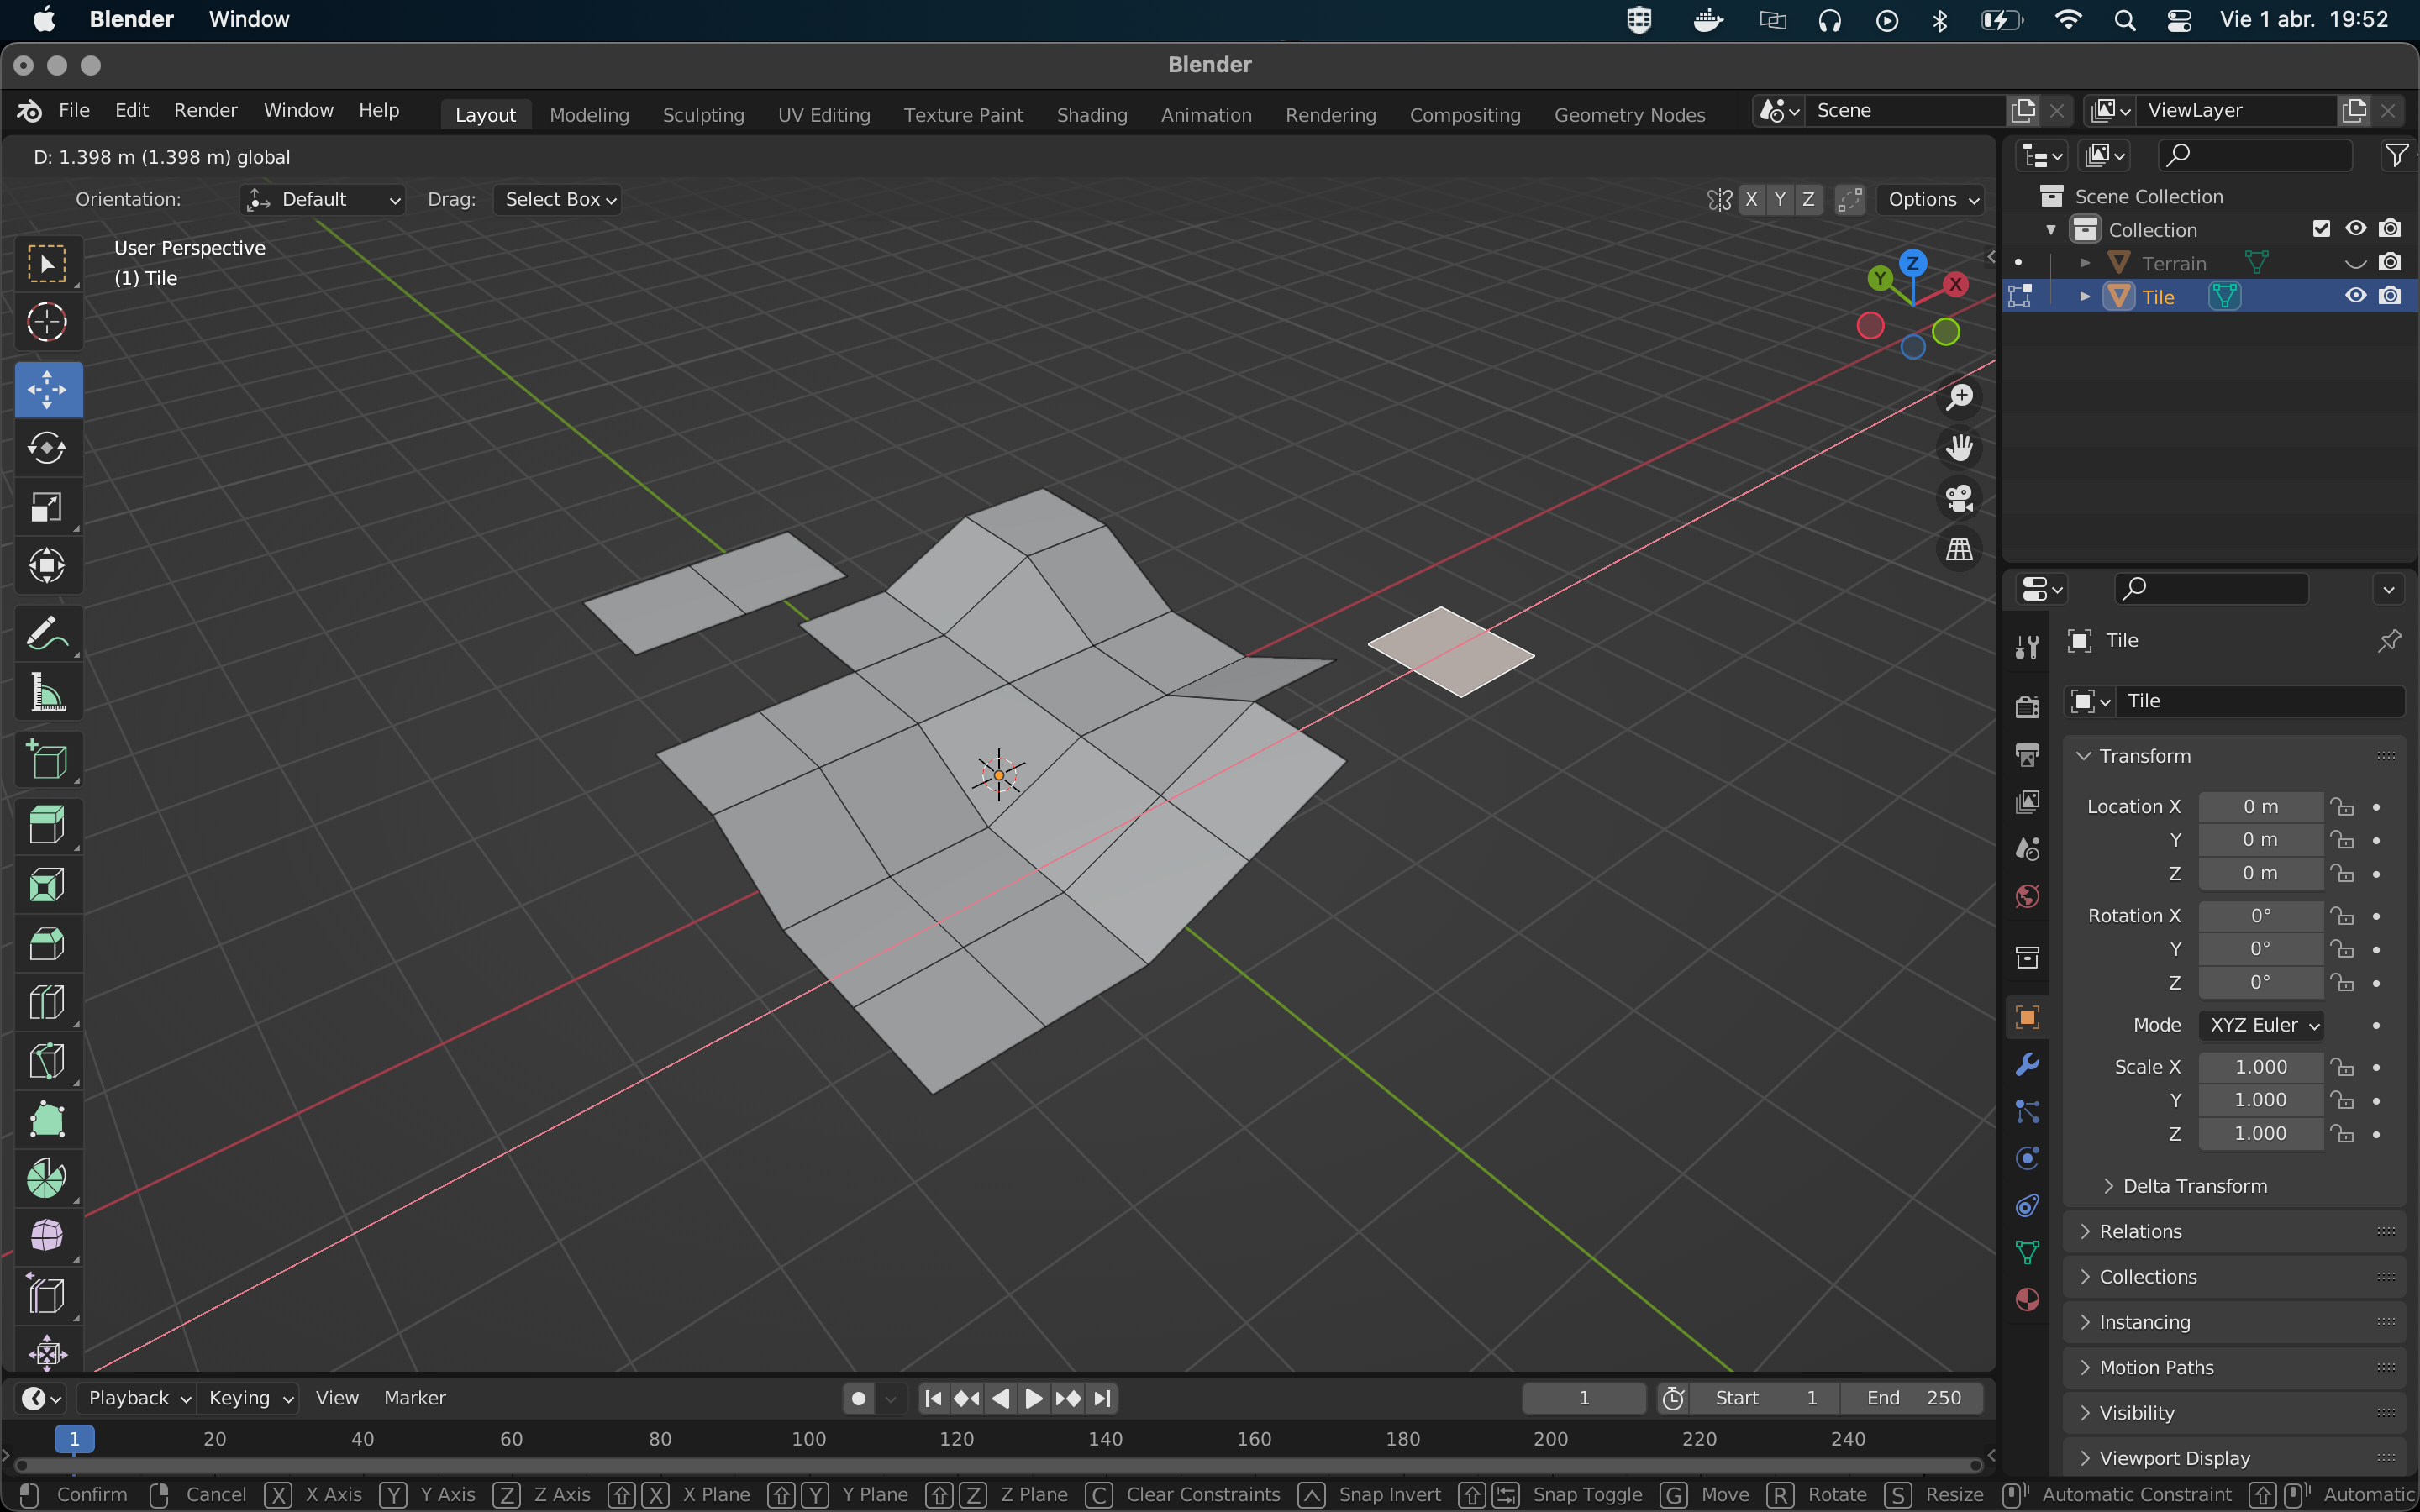 Blender Window Vie 1 abr. 19:52
Blender
File Edit Render Window Help Layout Modeling Sculpting UV Editing Texture Paint Shading Animation Rendering Compositing Geometry Nodes Scene ViewLayer
D: 1.398 m (1.398 m) global
Orientation: Default Drag: Select Box X Y Z Options
User Perspective
(1) Tile
Z
Y
X
Scene Collection
Collection
Terrain
Tile
Tile
Tile
Transform
Location X 0 m
Y 0 m
Z 0 m
Rotation X 0°
Y 0°
Z 0°
Mode XYZ Euler
Scale X 1.000
Y 1.000
Z 1.000
Delta Transform
Relations
Collections
Instancing
Motion Paths
Visibility
Viewport Display
Playback Keying View Marker 1 Start 1 End 250
1 20 40 60 80 100 120 140 160 180 200 220 240
Confirm Cancel X X Axis Y Y Axis Z Z Axis X X Plane Y Y Plane Z Z Plane C Clear Constraints Snap Invert Snap Toggle G Move R Rotate S Resize Automatic Constraint Automatic